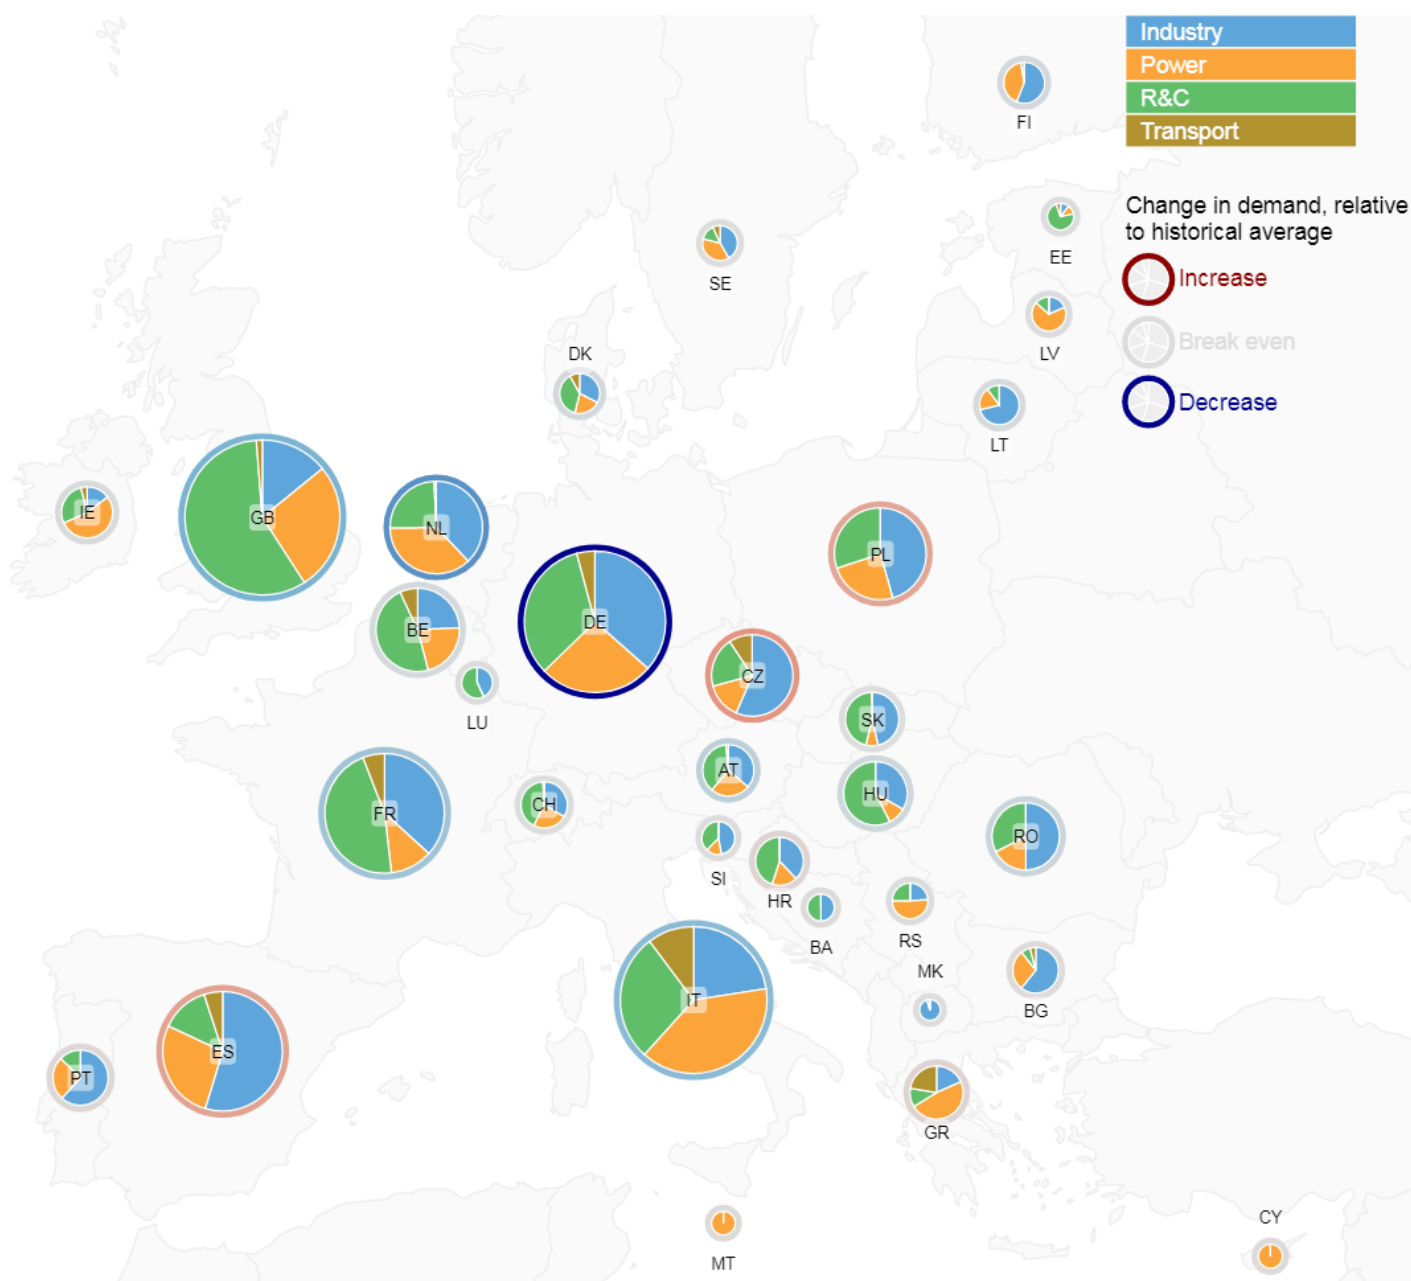 Industry
Power
R&C
Transport
Change in demand, relative
to historical average
Increase
Break even
Decrease
FI
EE
SE
LV
DK
LT
IE
GB
NL
PL
BE
DE
CZ
LU
SK
AT
HU
FR
CH
RO
SI
HR
BA
RS
MK
IT
BG
ES
PT
GR
CY
MT